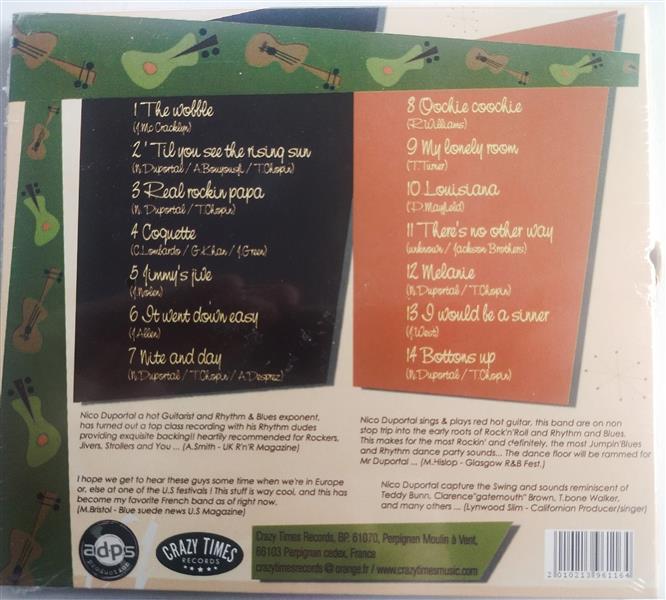 1 The wobble
(J.Mc Cracklyn)
2 'Til you see the rising sun
(N.Duportal / A.Bouyousfi / T.Chopin)
3 Real rockin papa
(N. Duportal / T.Chopin)
4 Coquette
(C.Lombardo / G.Khan / J.Green)
5 Jimmy's jive
(J.Nolen)
6 It went down easy
(J.Allen)
7 Nite and day
(N.Duportal / T.Chopin / A.Desprez)
8 Oochie coochie
(R.Williams)
9 My lonely room
(T.Turner)
10 Louisiana
(P.Mayfield)
11 There's no other way
(unknown / Jackson Brothers)
12 Melanie
(N.Duportal / T.Chopin)
13 I would be a sinner
(J.West)
14 Bottoms up
(N.Duportal / T.Chopin)
Nico Duportal a hot Guitarist and Rhythm & Blues exponent,
has turned out a top class recording with his Rhythm dudes
providing exquisite backing!! heartily recommended for Rockers,
Jivers, Strollers and You ... (A.Smith - UK R'n'R Magazine)
I hope we get to hear these guys some time when we're in Europe
or, else at one of the U.S festivals ! This stuff is way cool, and this has
become my favorite French band as of right now.
(M.Bristol - Blue suede news U.S Magazine)
Nico Duportal sings & plays red hot guitar, this band are on non
stop trip into the early roots of Rock'n'Roll and Rhythm and Blues.
This makes for the most Rockin' and definitely, the most Jumpin'Blues
and Rhythm dance party sounds... The dance floor will be rammed for
Mr Duportal ... (M.Hislop - Glasgow R&B Fest.)
Nico Duportal capture the Swing and sounds reminiscent of
Teddy Bunn, Clarence"gatemouth" Brown, T.bone Walker,
and many others ... (Lynwood Slim - Californian Producer/singer)
adps
CRAZY TIMES
RECORDS
Crazy Times Records, BP. 61070, Perpignan Moulin à Vent,
66103 Perpignan cedex, France
crazytimesrecords@orange.fr / www.crazytimesmusic.com
2010213961164